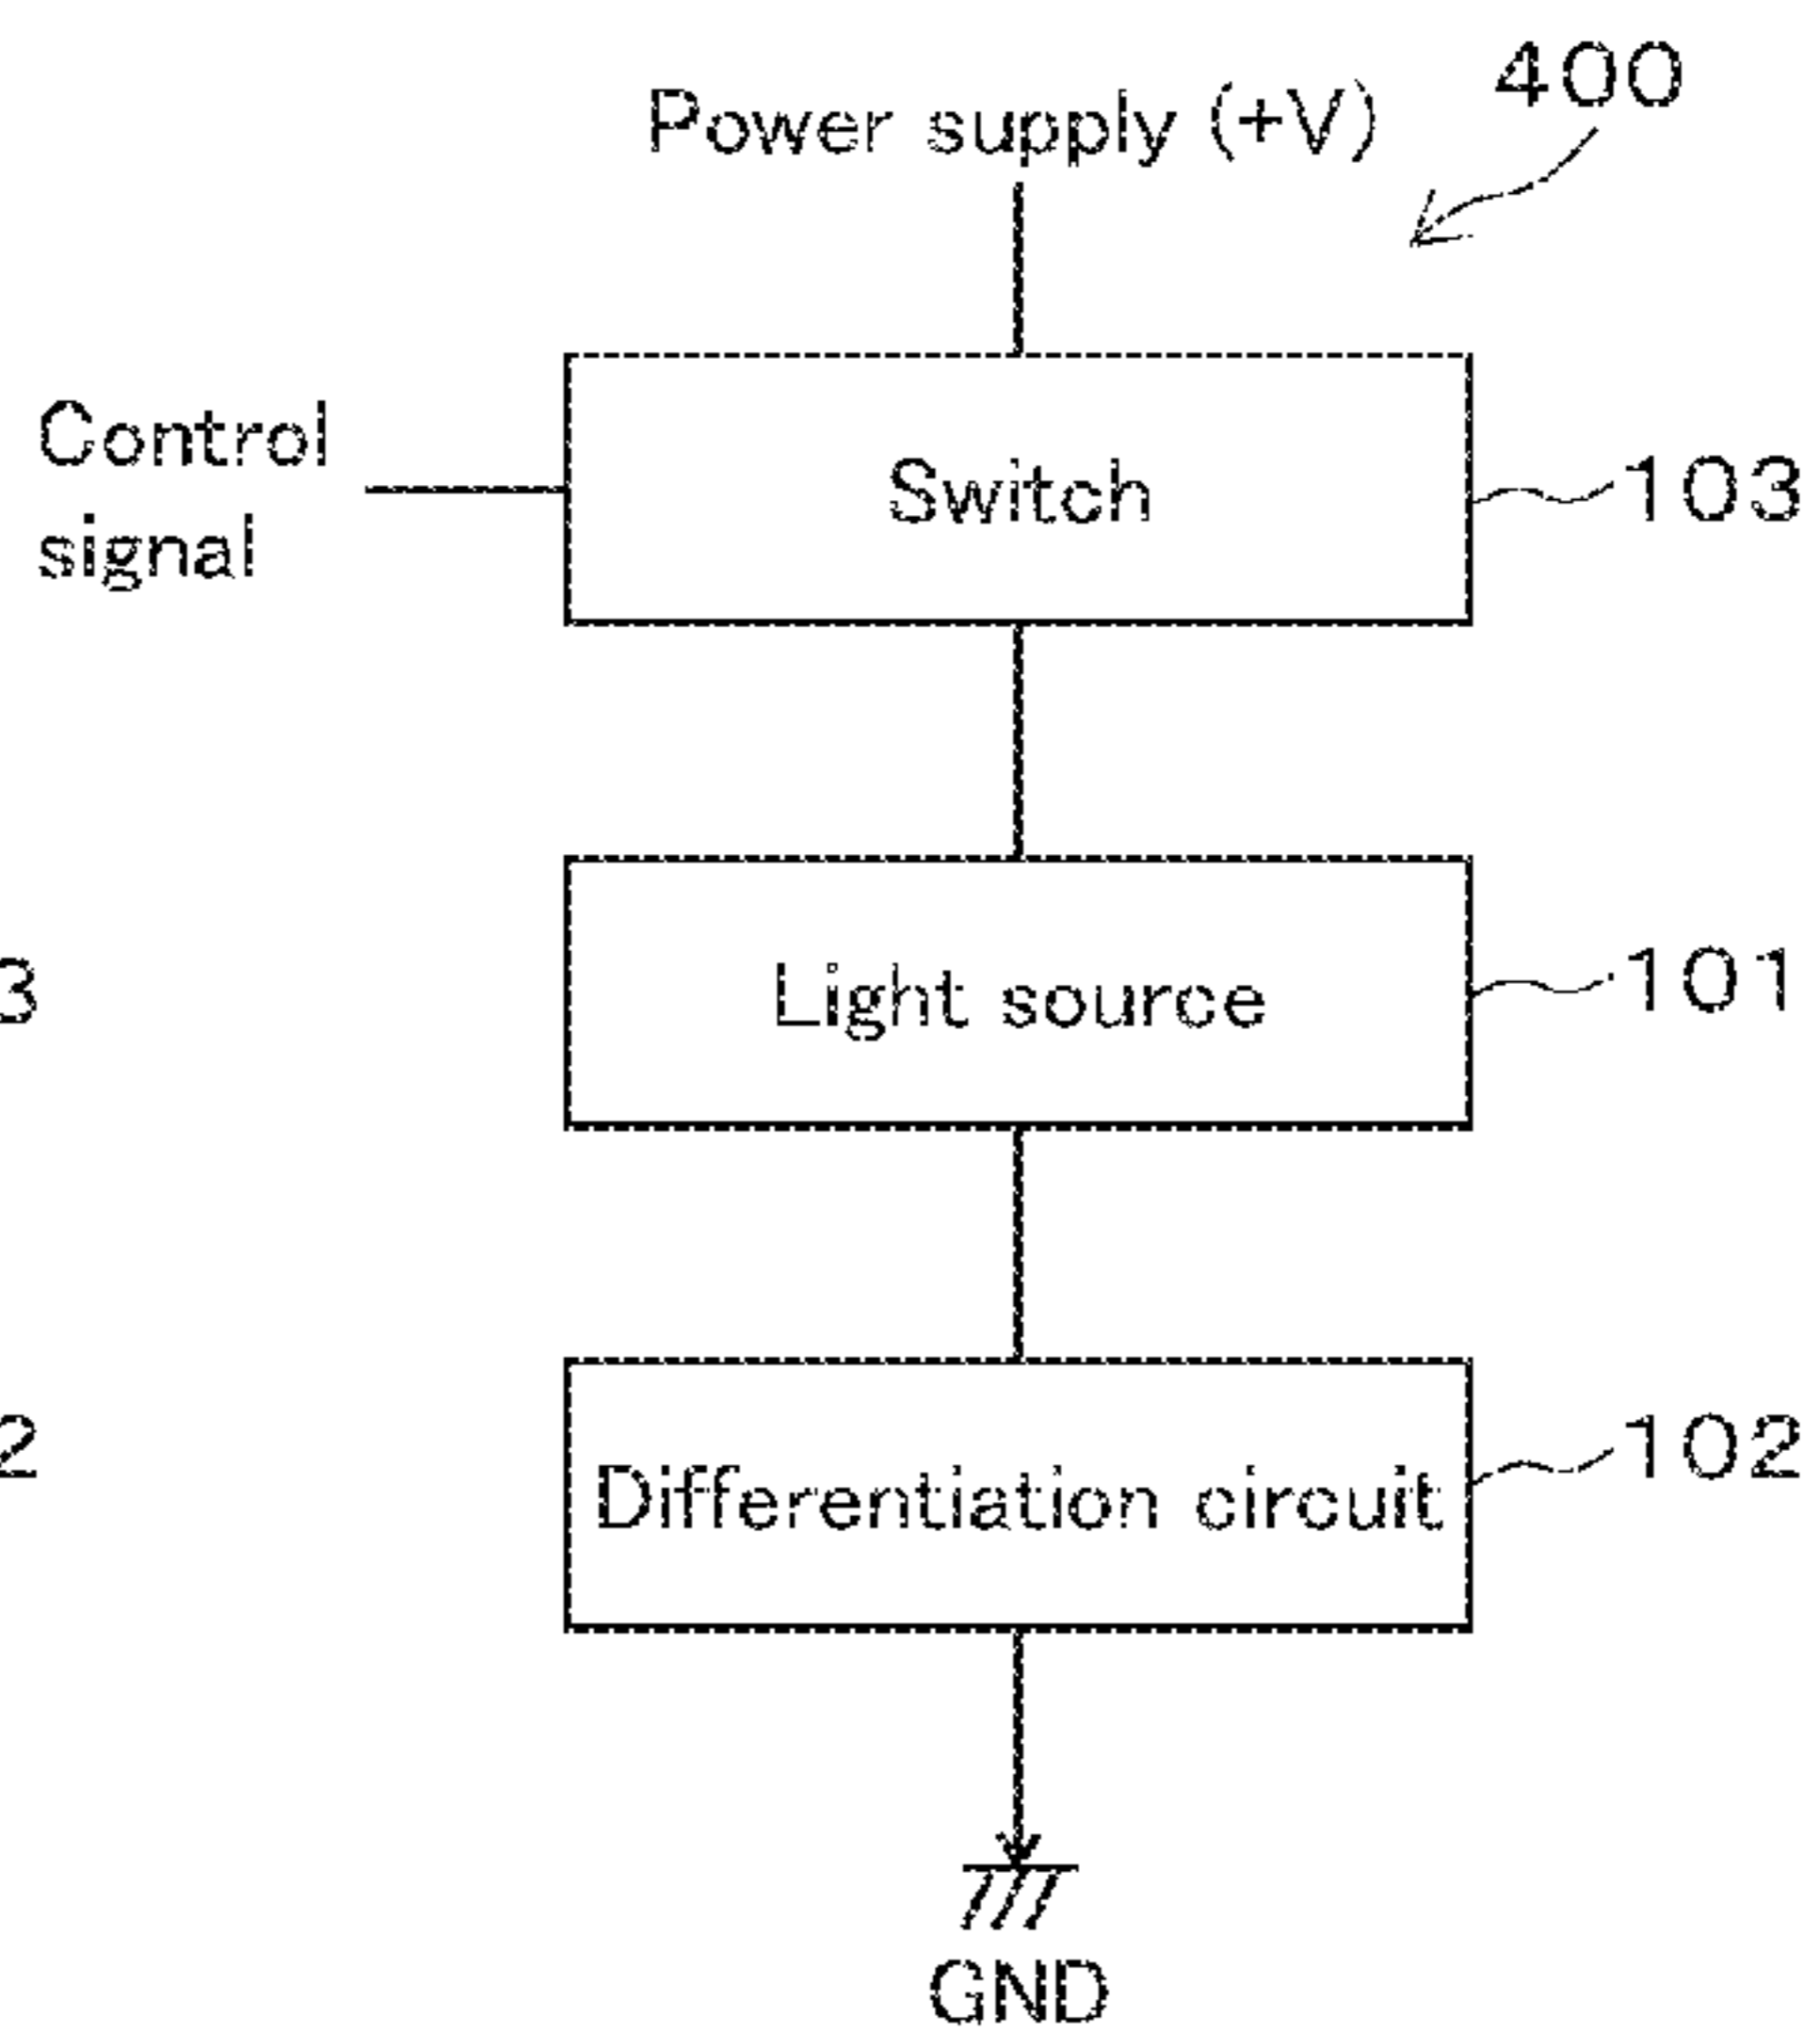 400
Power supply (+V)
Control
signal
Switch
103
3
Light source
101
2
Differentiation circuit
102
GND